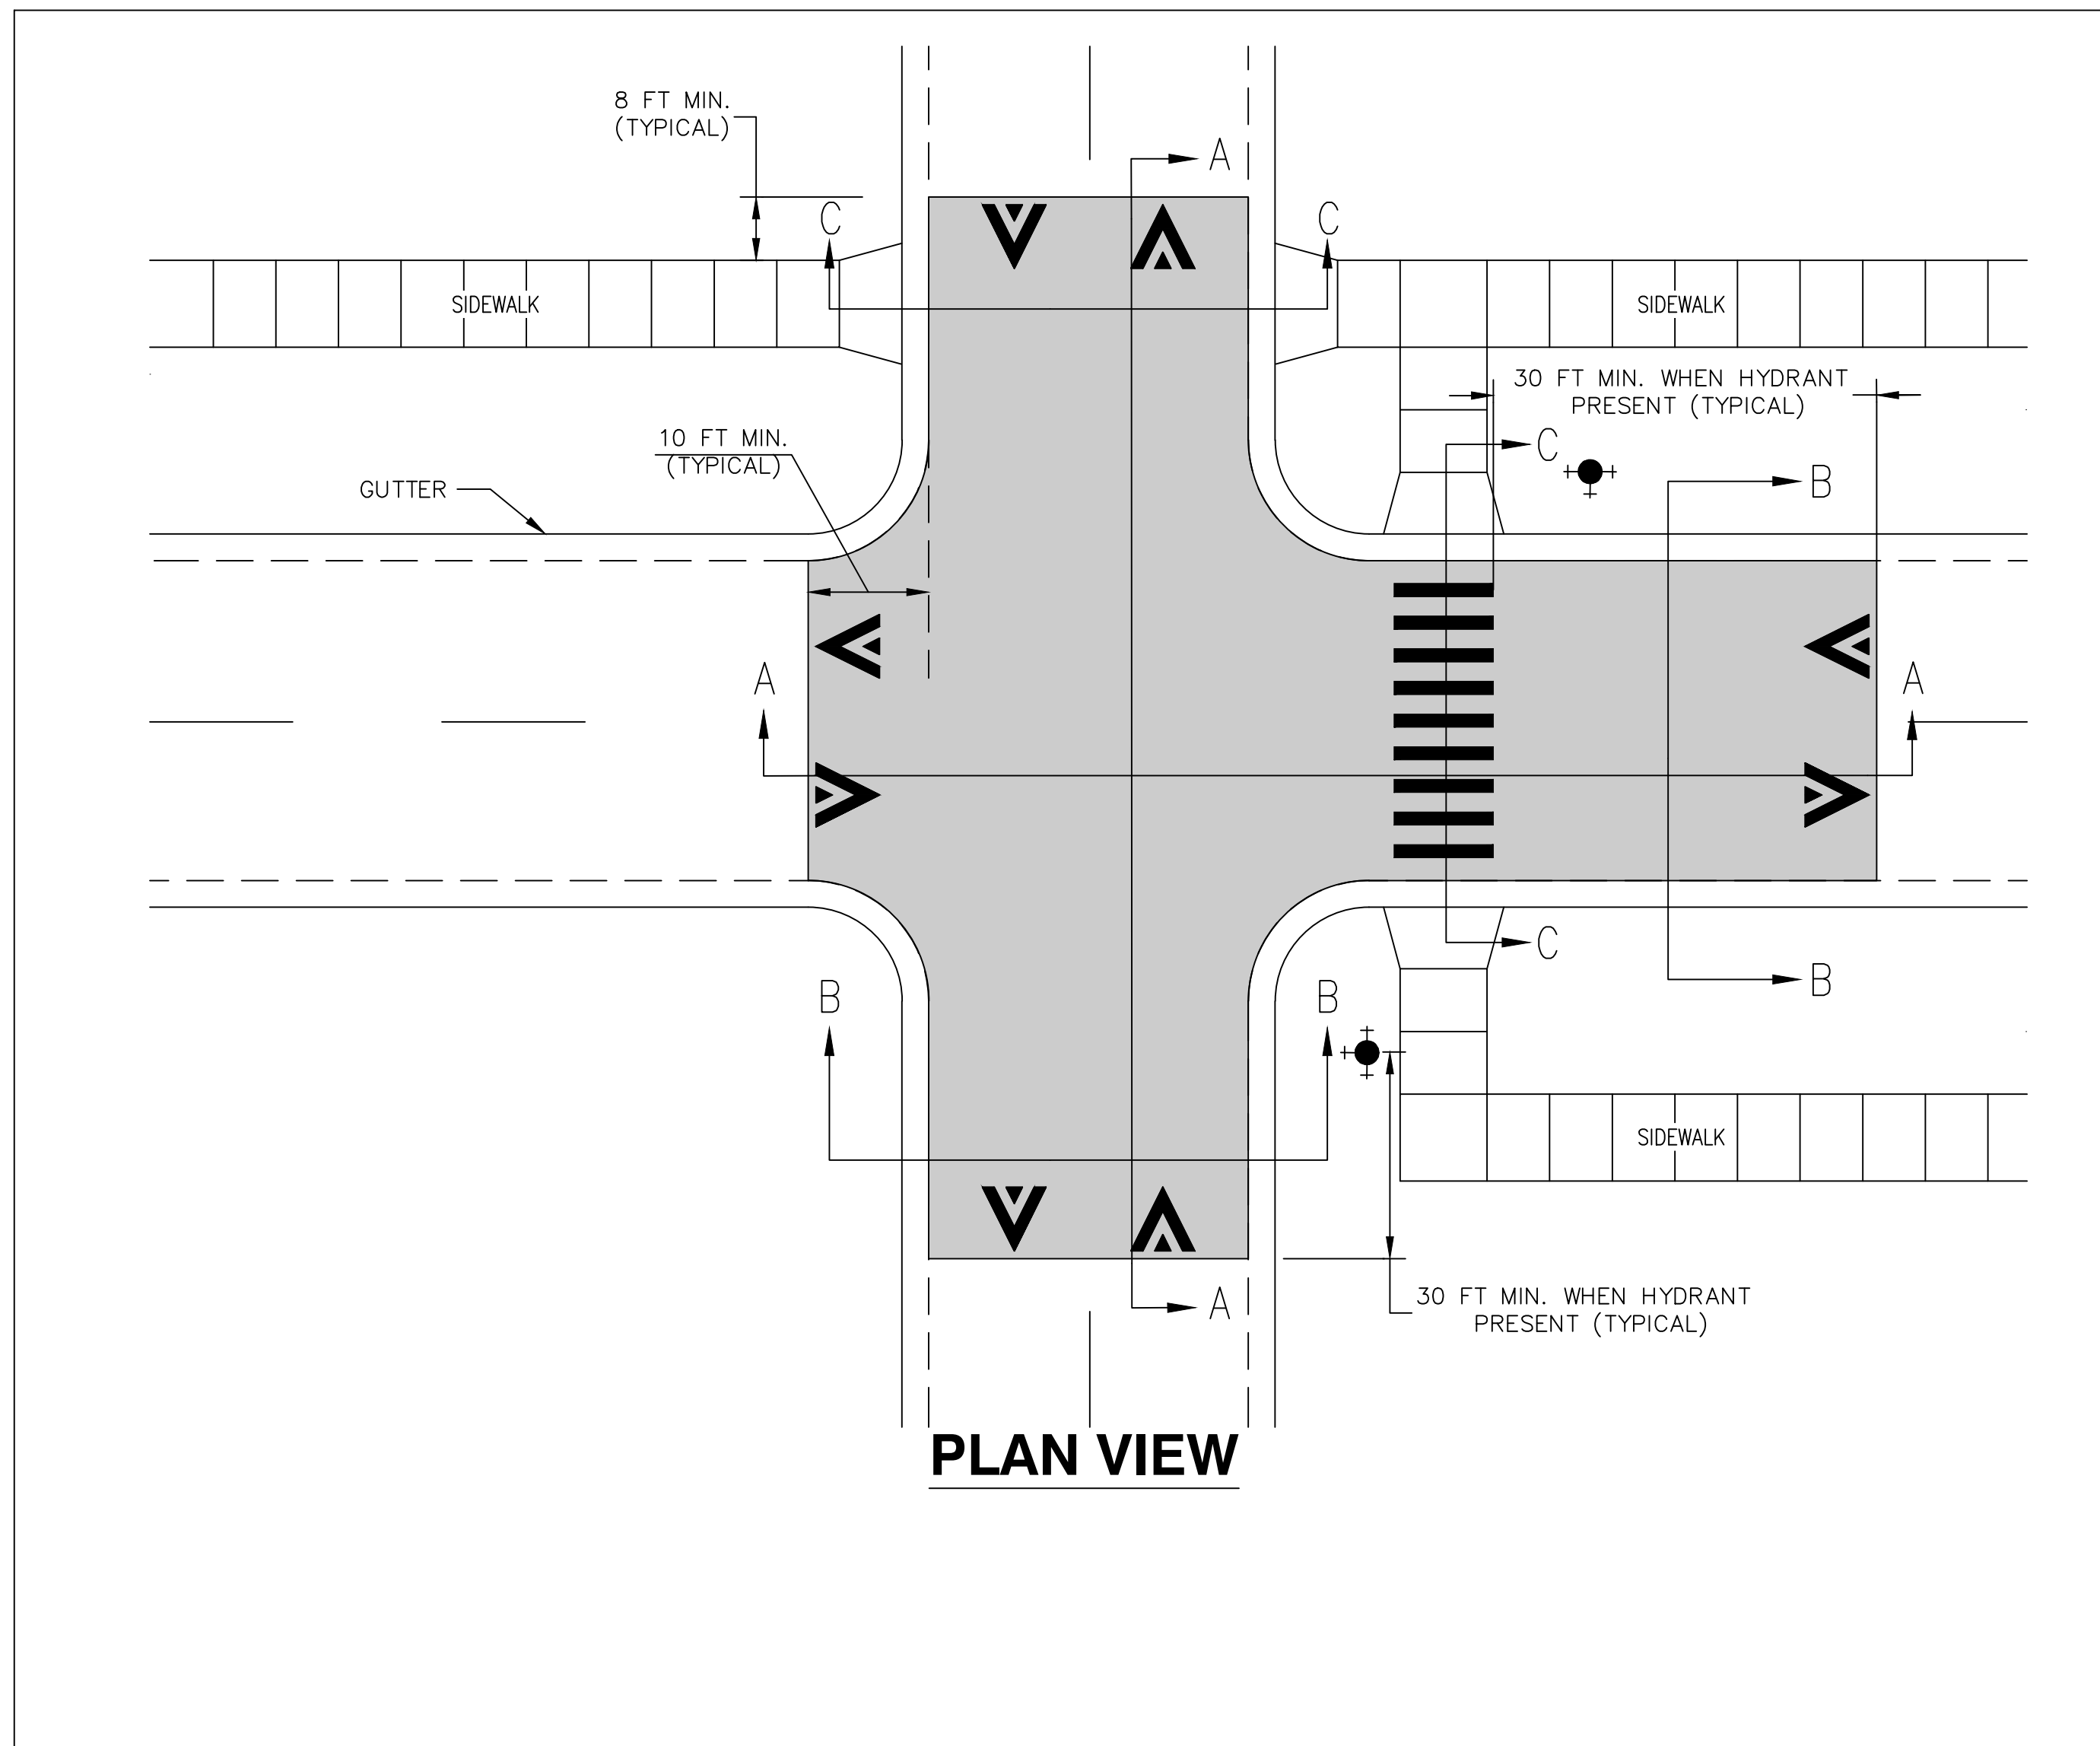 8 FT MIN.
(TYPICAL)
A
C
C
SIDEWALK
SIDEWALK
30 FT MIN. WHEN HYDRANT
PRESENT (TYPICAL)
10 FT MIN.
(TYPICAL)
C
B
GUTTER
A
A
C
B
B
B
SIDEWALK
A
30 FT MIN. WHEN HYDRANT
PRESENT (TYPICAL)
PLAN VIEW